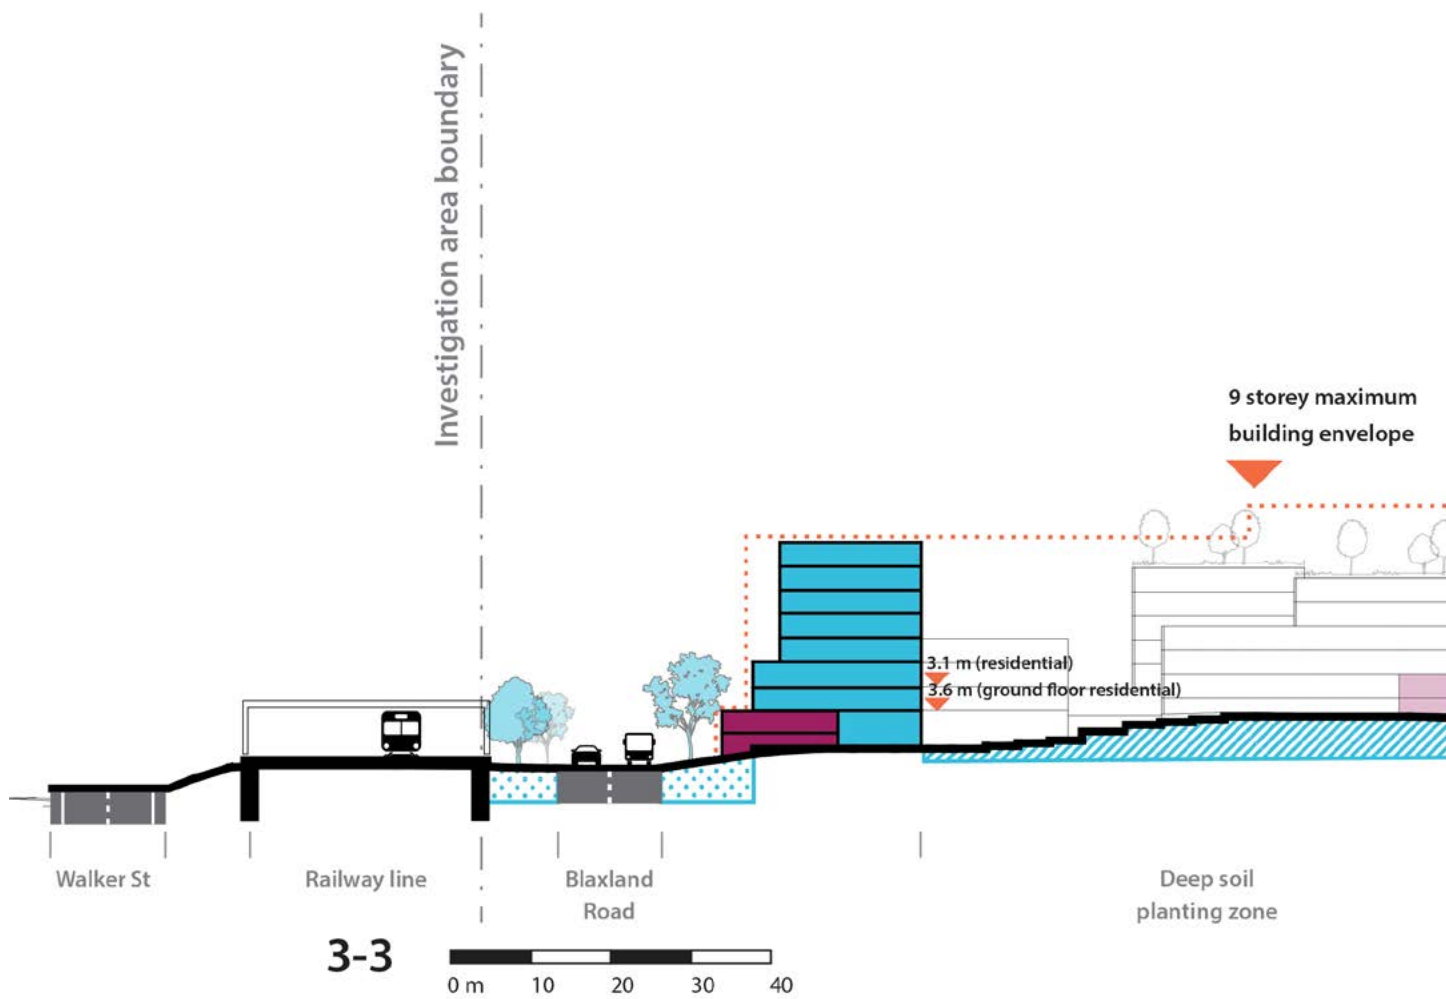 Investigation area boundary
9 storey maximum
building envelope
3.1 m (residential)
3.6 m (ground floor residential)
Walker St
Railway line
Blaxland
Road
Deep soil
planting zone
3-3
0 m 10 20 30 40